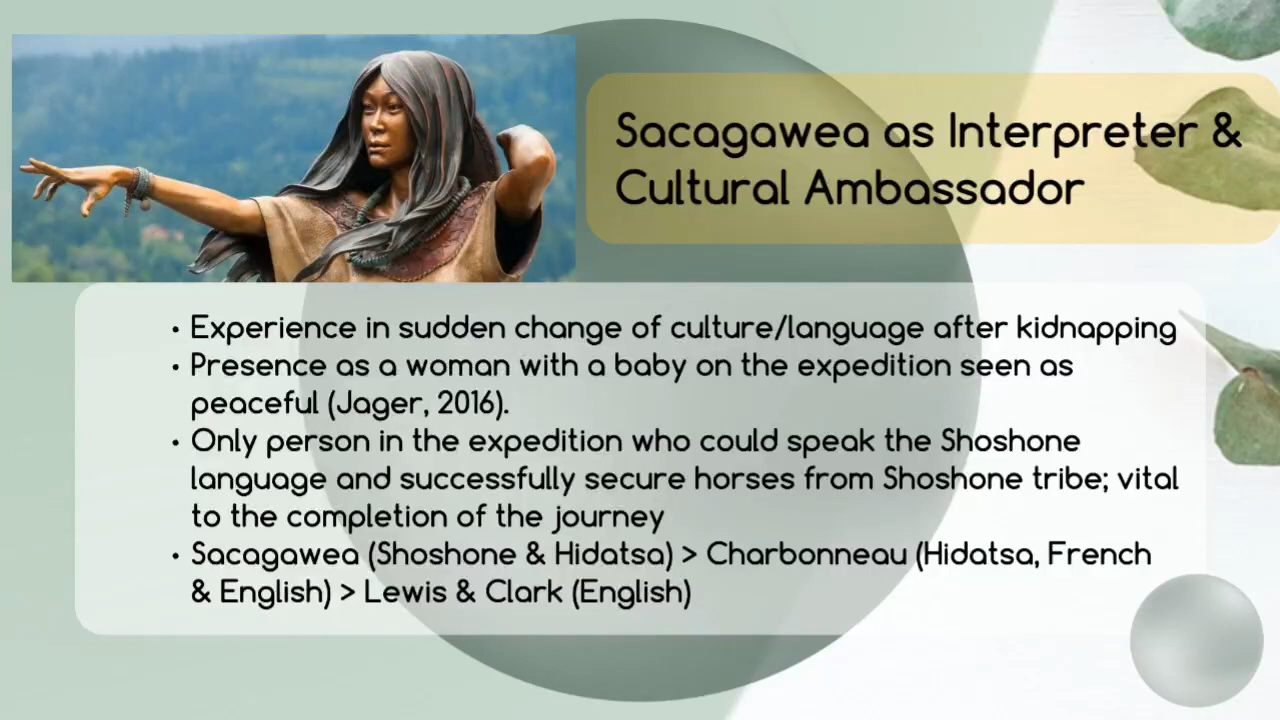 Sacagawea as Interpreter &
Cultural Ambassador
• Experience in sudden change of culture/language after kidnapping
• Presence as a woman with a baby on the expedition seen as
peaceful (Jager, 2016).
• Only person in the expedition who could speak the Shoshone
language and successfully secure horses from Shoshone tribe; vital
to the completion of the journey
• Sacagawea (Shoshone & Hidatsa) > Charbonneau (Hidatsa, French
& English) > Lewis & Clark (English)